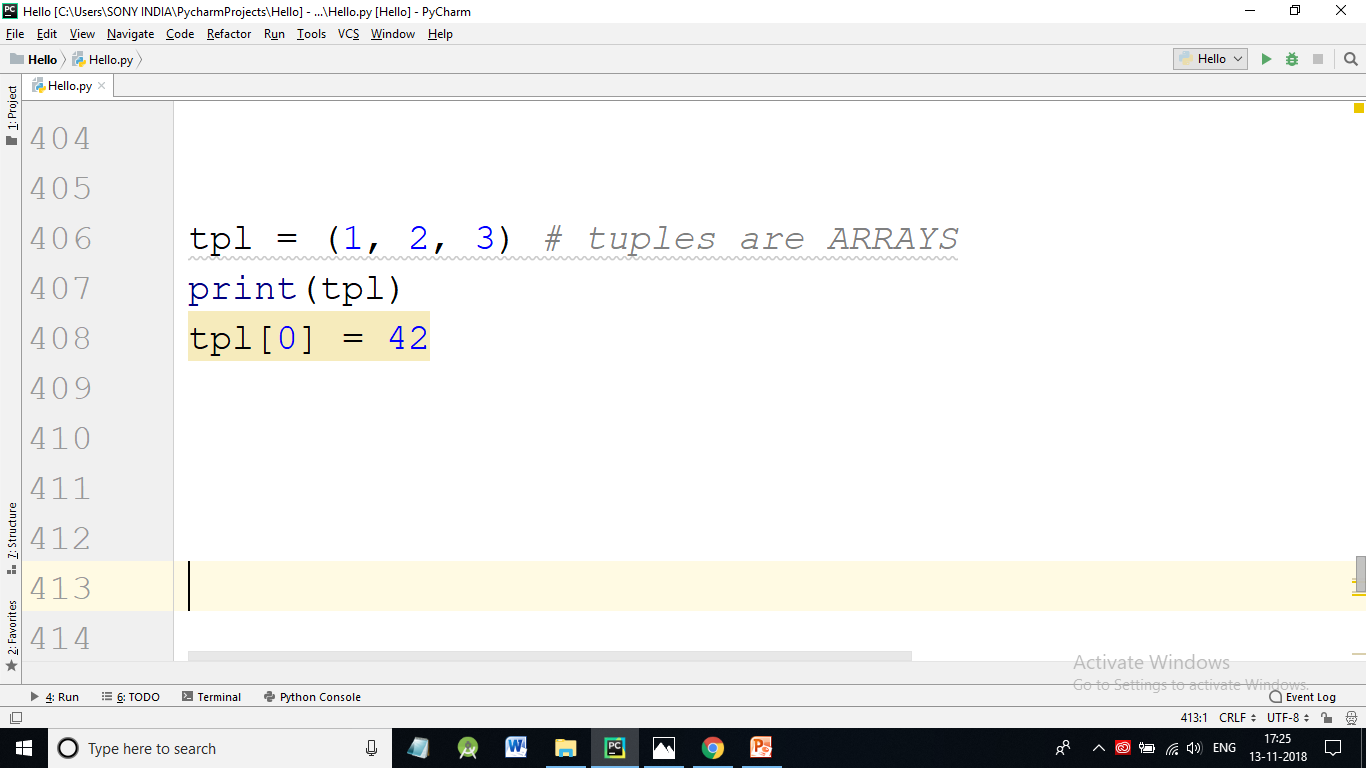 Hello [C:\Users\SONY INDIA\PycharmProjects\Hello] - ...\Hello.py [Hello] - PyCharm
File Edit View Navigate Code Refactor Run Tools VCS Window Help
Hello Hello.py Hello
Hello.py
1: Project
404
405
406 tpl = (1, 2, 3) # tuples are ARRAYS
407 print(tpl)
408 tpl[0] = 42
409
410
411
412
413
414
7: Structure
2: Favorites
Activate Windows
Go to Settings to activate Windows.
4: Run 6: TODO Terminal Python Console Event Log
413:1 CRLF UTF-8
Type here to search ENG 17:25
13-11-2018